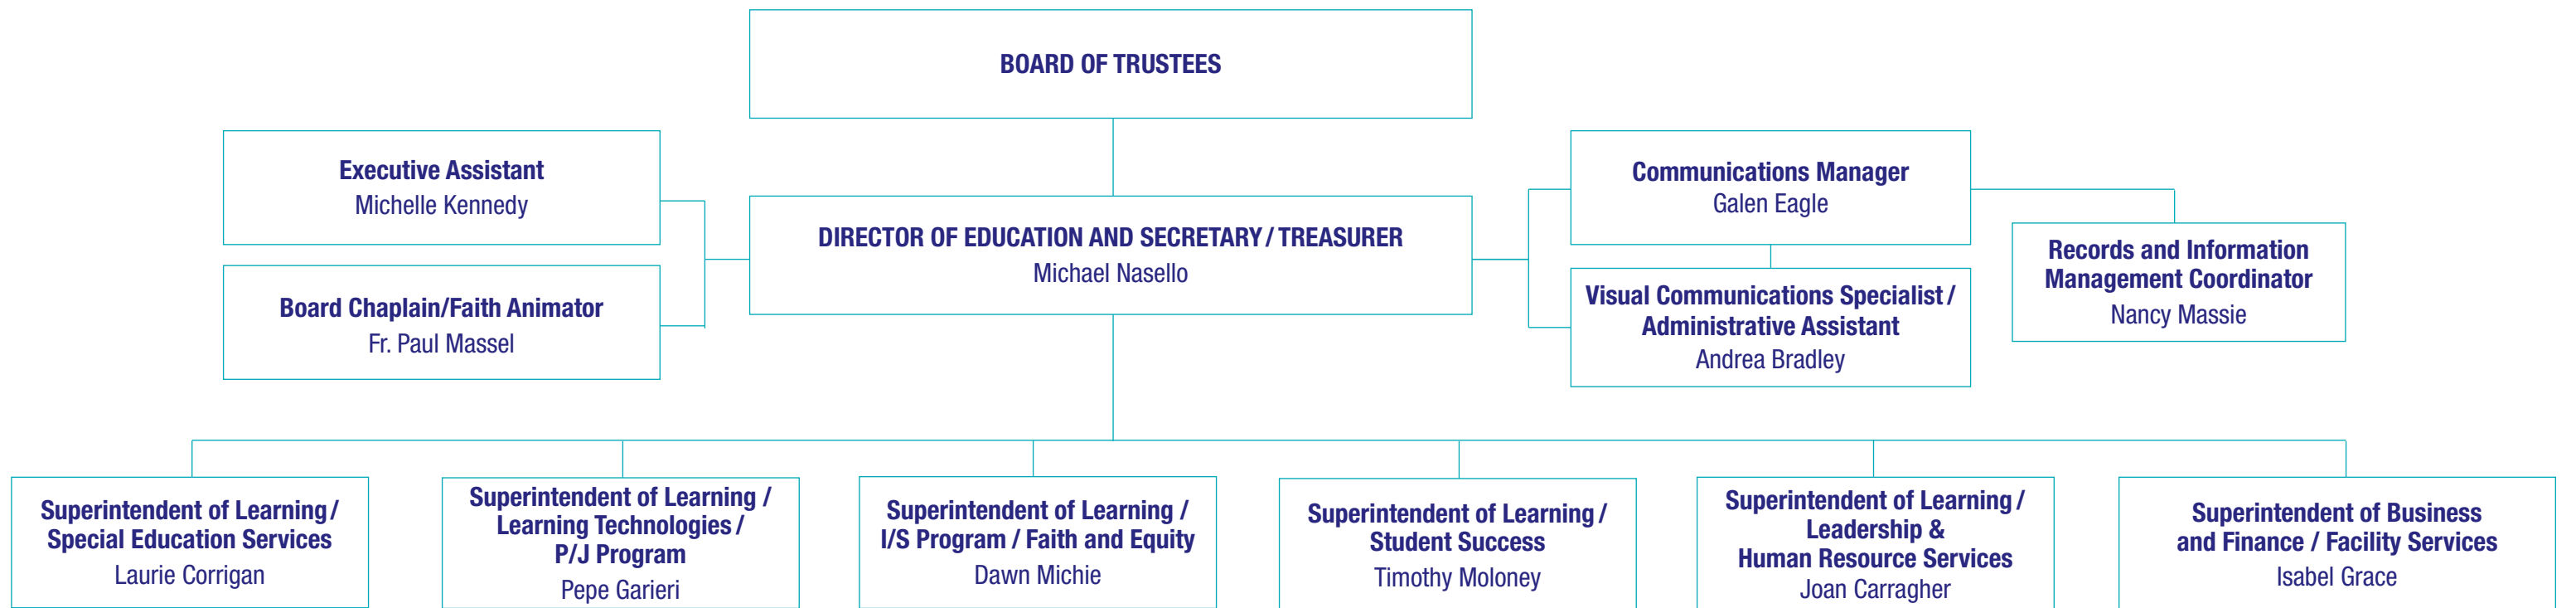 BOARD OF TRUSTEES
Executive Assistant
Michelle Kennedy
Board Chaplain/Faith Animator
Fr. Paul Massel
DIRECTOR OF EDUCATION AND SECRETARY / TREASURER
Michael Nasello
Communications Manager
Galen Eagle
Visual Communications Specialist /
Administrative Assistant
Andrea Bradley
Records and Information
Management Coordinator
Nancy Massie
Superintendent of Learning /
Special Education Services
Laurie Corrigan
Superintendent of Learning /
Learning Technologies /
P/J Program
Pepe Garieri
Superintendent of Learning /
I/S Program / Faith and Equity
Dawn Michie
Superintendent of Learning /
Student Success
Timothy Moloney
Superintendent of Learning /
Leadership &
Human Resource Services
Joan Carragher
Superintendent of Business
and Finance / Facility Services
Isabel Grace